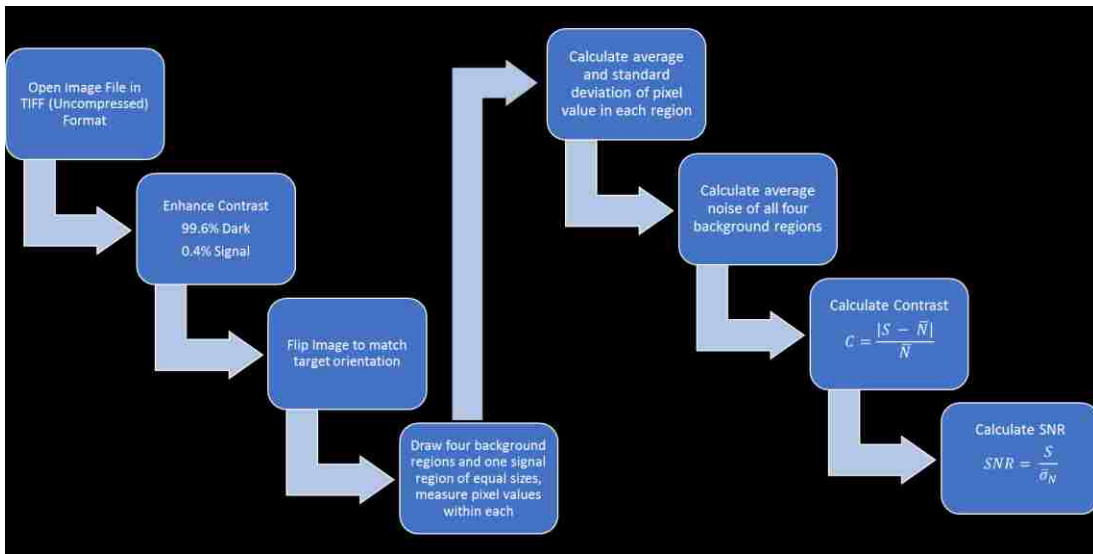 Open Image File in
TIFF (Uncompressed)
Format
Enhance Contrast
99.6% Dark
0.4% Signal
Flip Image to match
target orientation
Draw four background
regions and one signal
region of equal sizes,
measure pixel values
within each
Calculate average
and standard
deviation of pixel
value in each region
Calculate average
noise of all four
background regions
Calculate Contrast
C = |S − N̅| / N̅
Calculate SNR
SNR = S / σ̅_N